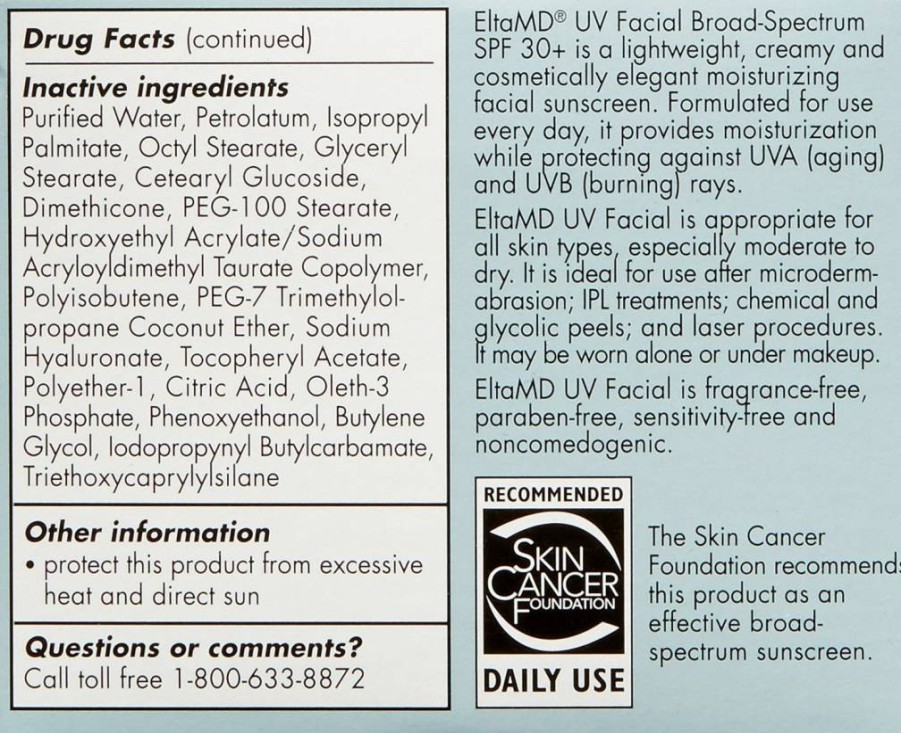 Drug Facts (continued)
Inactive ingredients
Purified Water, Petrolatum, Isopropyl
Palmitate, Octyl Stearate, Glyceryl
Stearate, Cetearyl Glucoside,
Dimethicone, PEG-100 Stearate,
Hydroxyethyl Acrylate/Sodium
Acryloyldimethyl Taurate Copolymer,
Polyisobutene, PEG-7 Trimethylol-
propane Coconut Ether, Sodium
Hyaluronate, Tocopheryl Acetate,
Polyether-1, Citric Acid, Oleth-3
Phosphate, Phenoxyethanol, Butylene
Glycol, Iodopropynyl Butylcarbamate,
Triethoxycaprylylsilane
Other information
• protect this product from excessive
heat and direct sun
Questions or comments?
Call toll free 1-800-633-8872
EltaMD® UV Facial Broad-Spectrum
SPF 30+ is a lightweight, creamy and
cosmetically elegant moisturizing
facial sunscreen. Formulated for use
every day, it provides moisturization
while protecting against UVA (aging)
and UVB (burning) rays.
EltaMD UV Facial is appropriate for
all skin types, especially moderate to
dry. It is ideal for use after microderm-
abrasion; IPL treatments; chemical and
glycolic peels; and laser procedures.
It may be worn alone or under makeup.
EltaMD UV Facial is fragrance-free,
paraben-free, sensitivity-free and
noncomedogenic.
RECOMMENDED
SKIN
CANCER
FOUNDATION
DAILY USE
The Skin Cancer
Foundation recommends
this product as an
effective broad-
spectrum sunscreen.